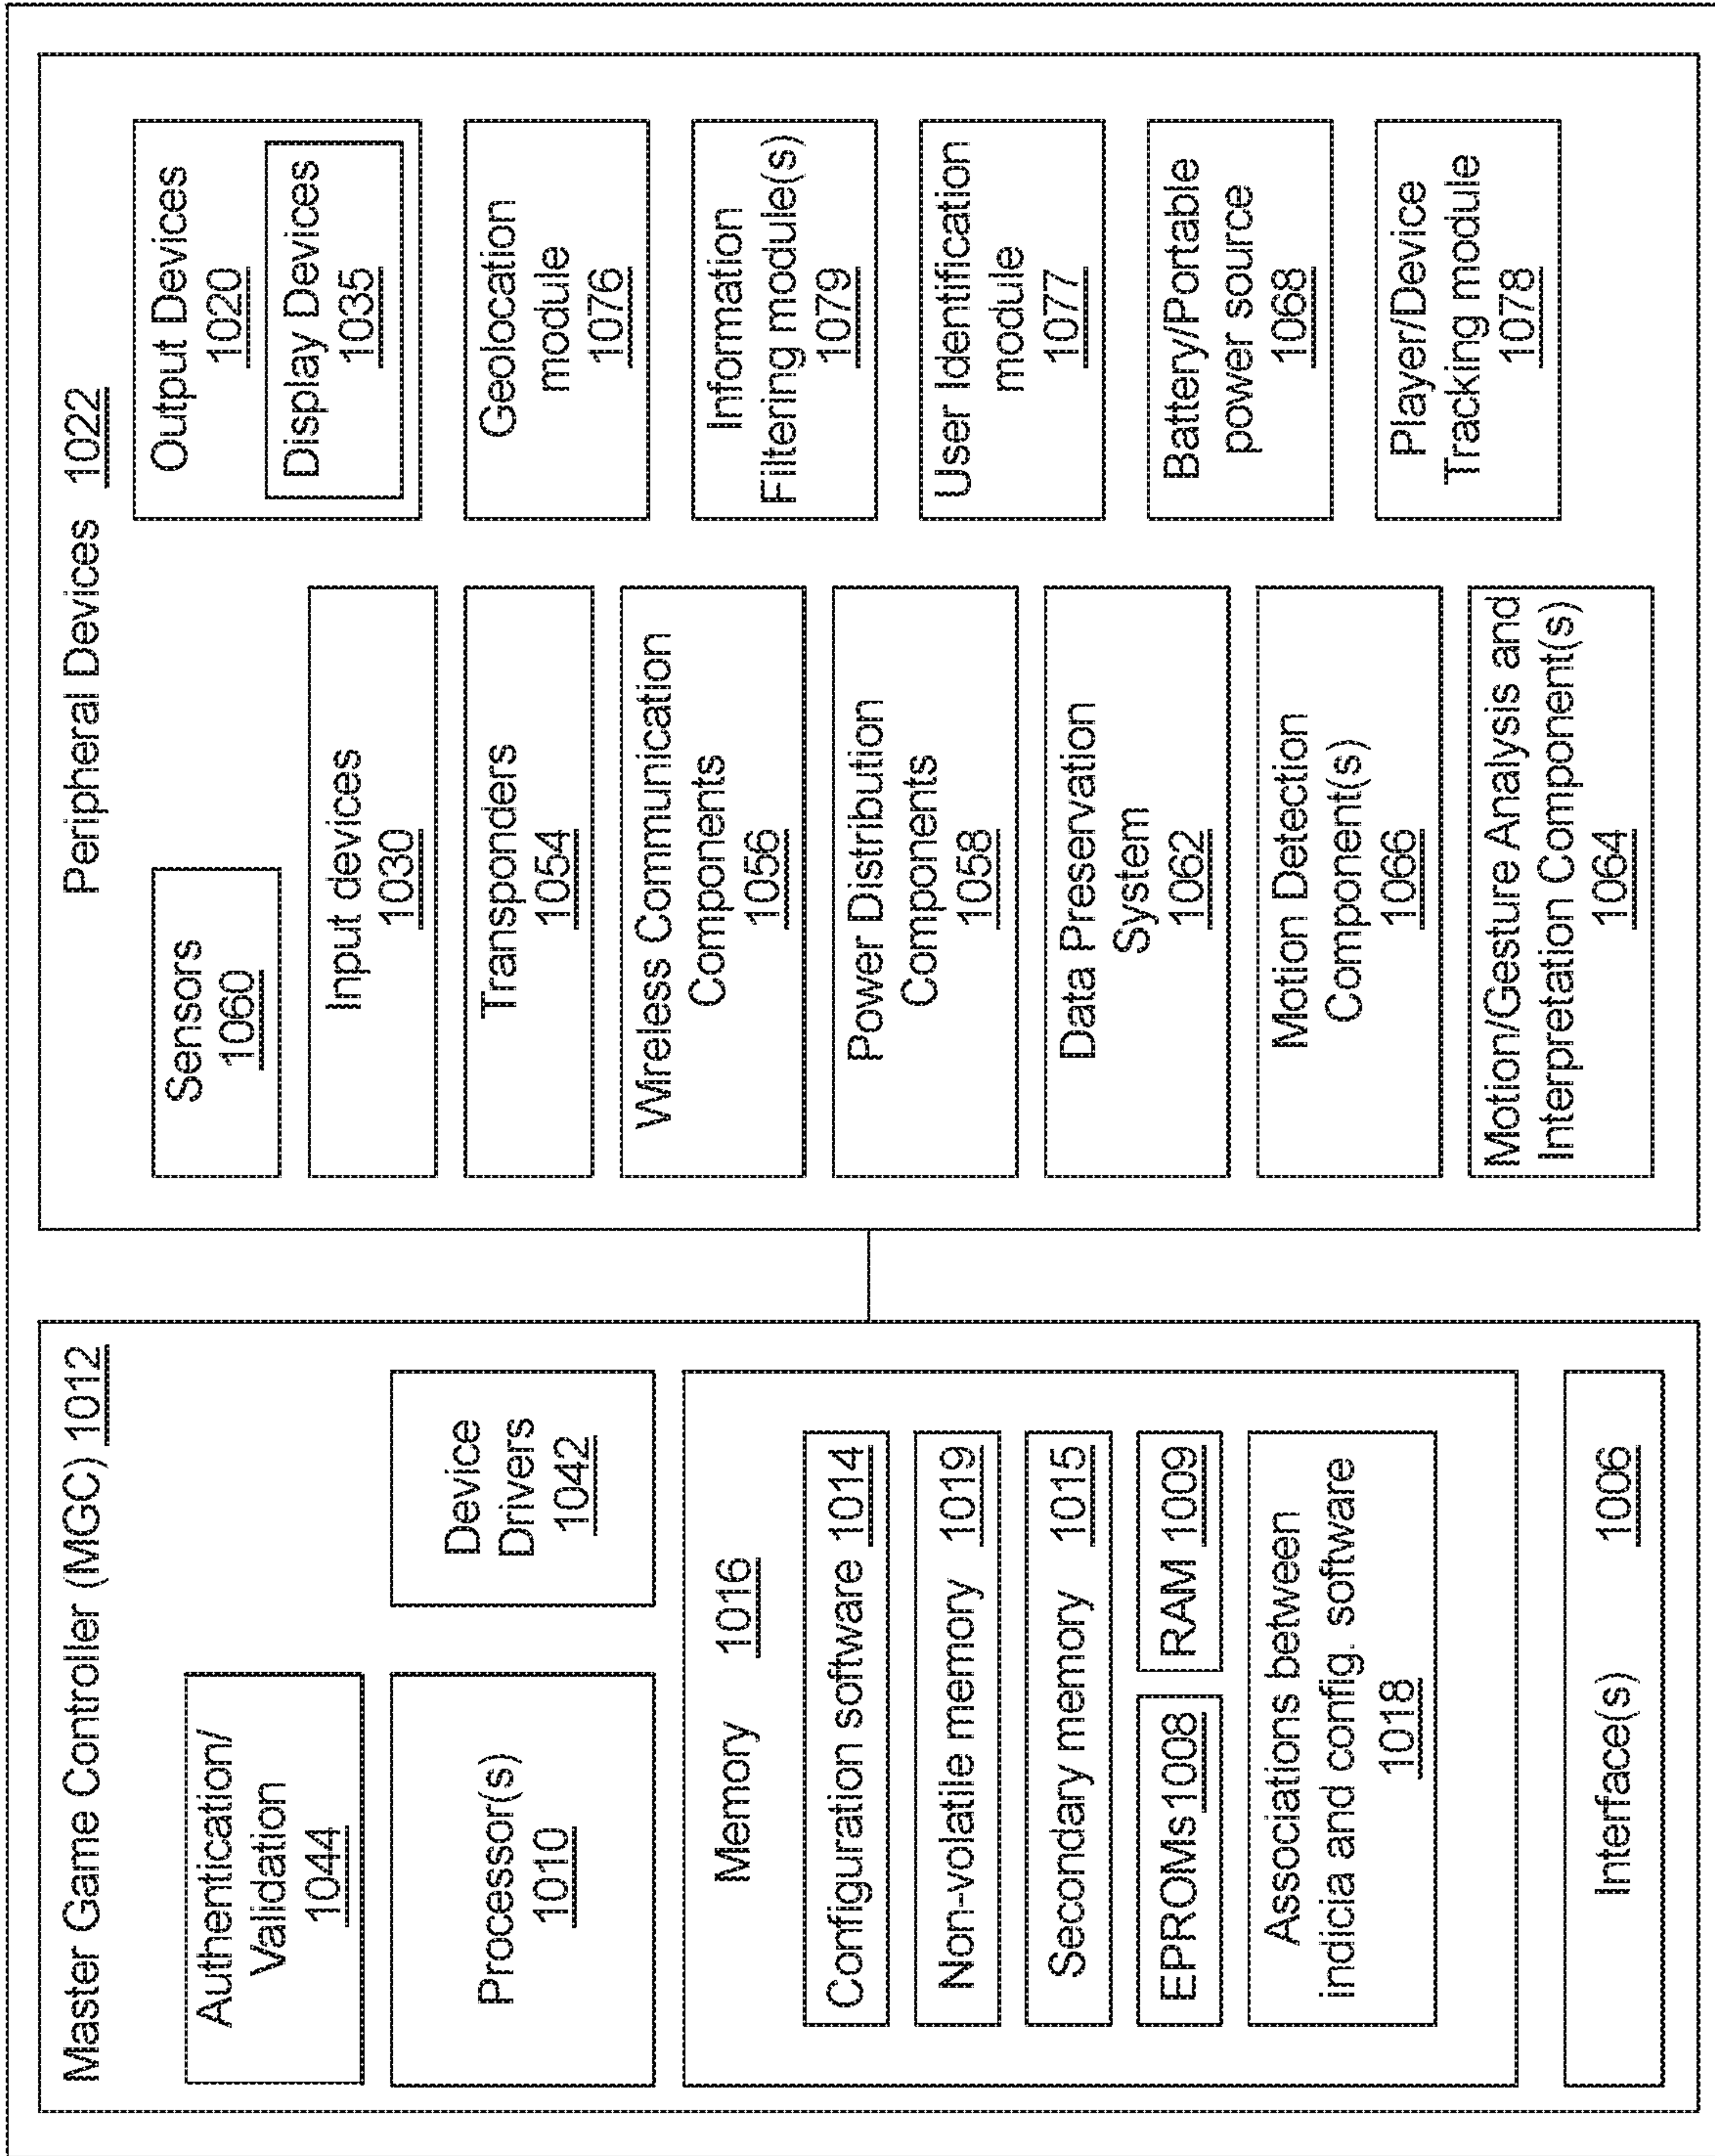 Master Game Controller (MGC) 1012
Authentication/
Validation
1044
Processor(s)
1010
Device
Drivers
1042
Memory 1016
Configuration software 1014
Non-volatile memory 1019
Secondary memory 1015
EPROMs 1008
RAM 1009
Associations between
indicia and config. software
1018
Interface(s) 1006
Peripheral Devices 1022
Sensors
1060
Input devices
1030
Transponders
1054
Wireless Communication
Components
1056
Power Distribution
Components
1058
Data Preservation
System
1062
Motion Detection
Component(s)
1066
Motion/Gesture Analysis and
Interpretation Component(s)
1064
Output Devices
1020
Display Devices
1035
Geolocation
module
1076
Information
Filtering module(s)
1079
User Identification
module
1077
Battery/Portable
power source
1068
Player/Device
Tracking module
1078